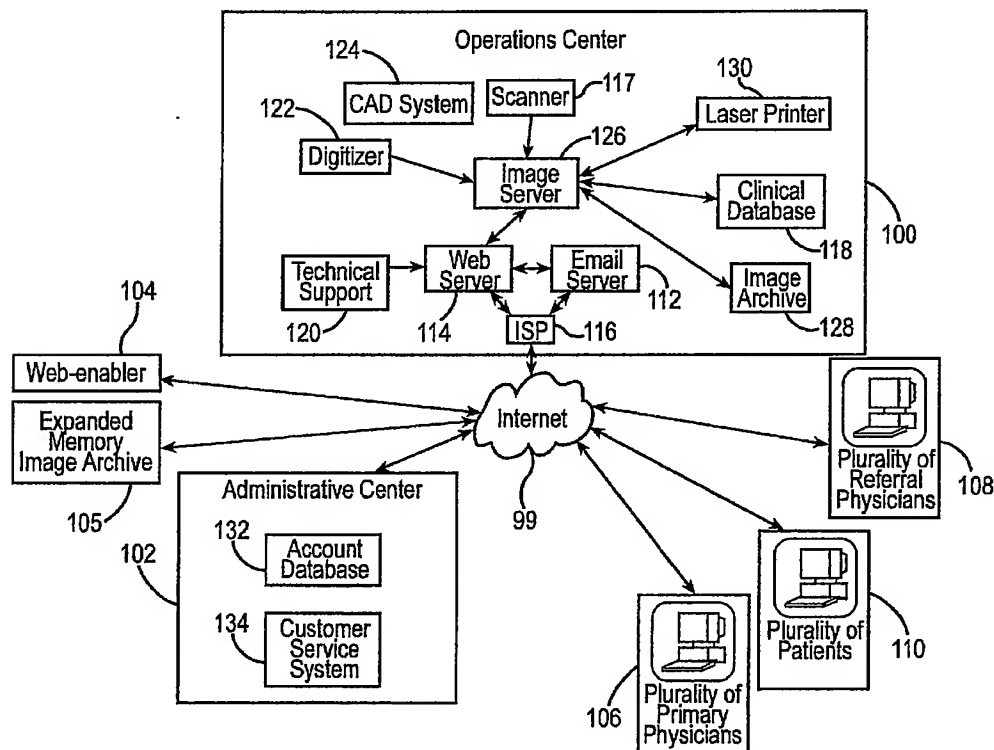 Operations Center
124
CAD System
Scanner
117
130
Laser Printer
122
Digitizer
126
Image
Server
Clinical
Database
118
100
Technical
Support
120
Web
Server
114
Email
Server
112
Image
Archive
128
ISP
116
104
Web-enabler
Expanded
Memory
Image Archive
105
Internet
99
Plurality of
Referral
Physicians
108
Administrative Center
102
132
Account
Database
134
Customer
Service
System
106
Plurality of
Primary
Physicians
Plurality of
Patients
110